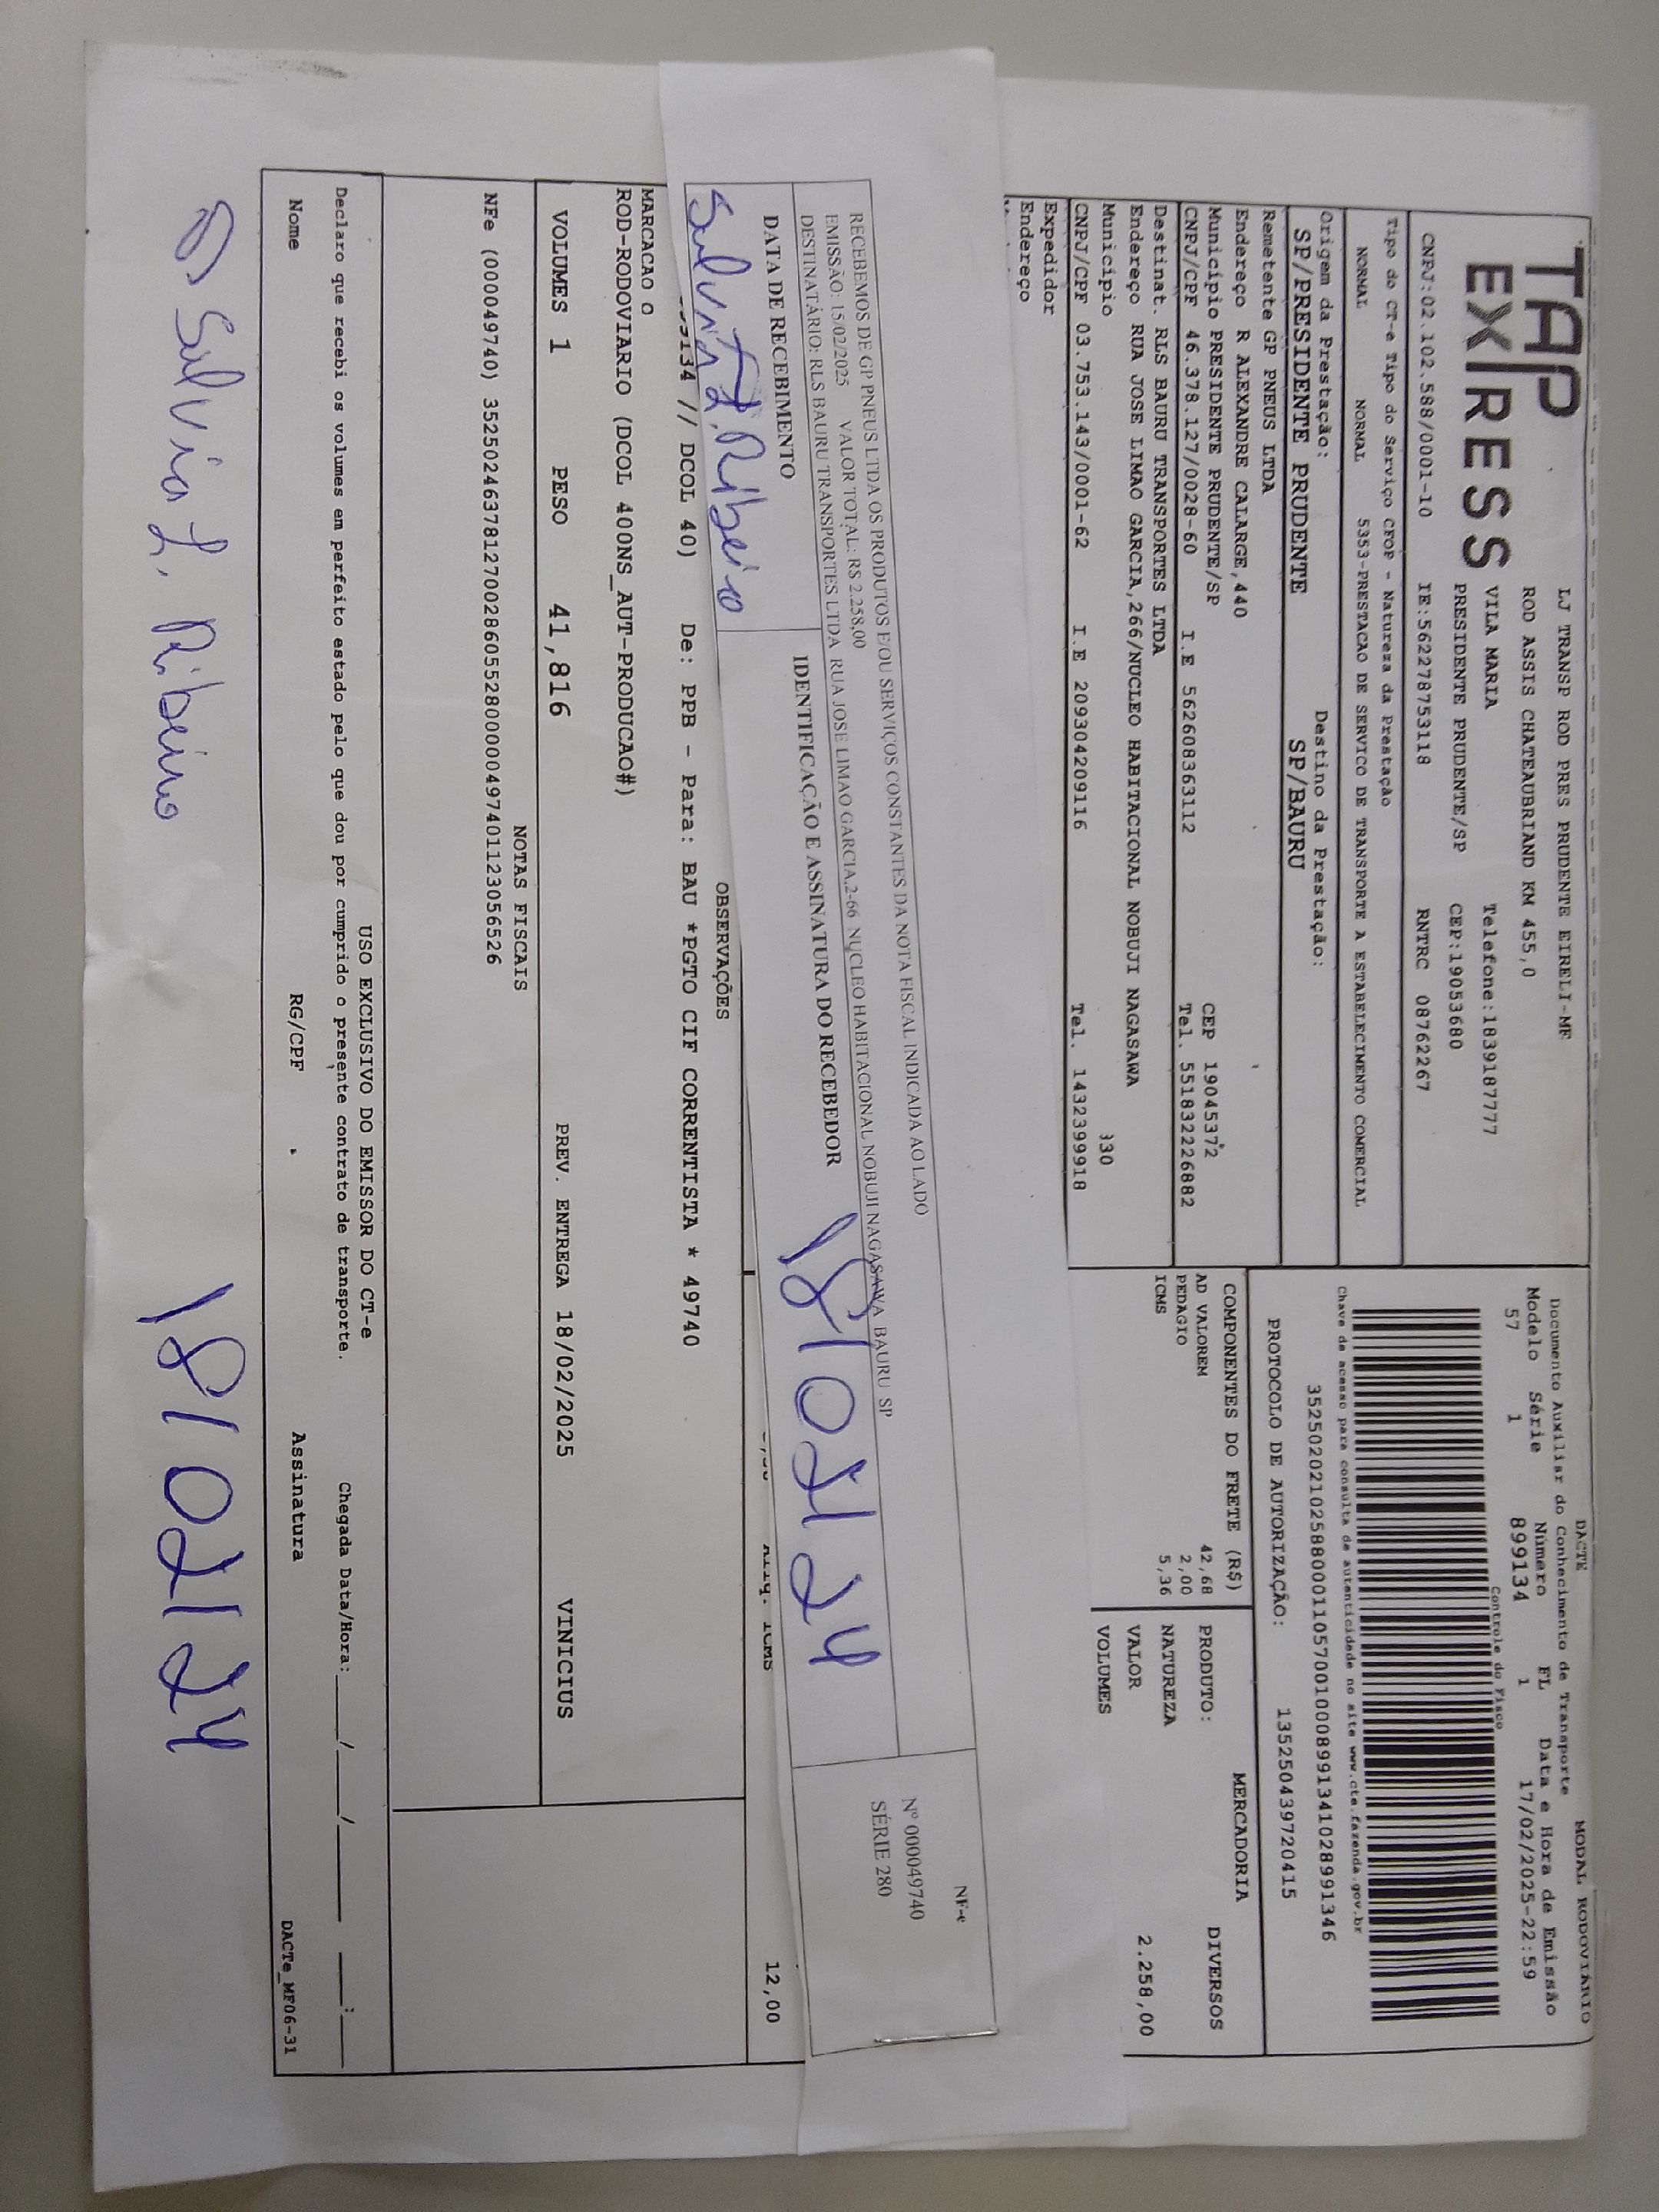 TAP
EXPRESS
LJ TRANSP ROD PRES PRUDENTE EIRELI-ME
ROD ASSIS CHATEAUBRIAND KM 455,0
VILA MARIA Telefone:1839187777
PRESIDENTE PRUDENTE/SP CEP:19053680
CNPJ:02.102.588/0001-10 IE:562278753118 RNTRC 08762267
Tipo do CT-e Tipo do Serviço CFOP - Natureza da Prestação
NORMAL NORMAL 5353-PRESTACAO DE SERVICO DE TRANSPORTE A ESTABELECIMENTO COMERCIAL
Origem da Prestação: Destino da Prestação:
SP/PRESIDENTE PRUDENTE SP/BAURU
Remetente GP PNEUS LTDA
Endereço R ALEXANDRE CALARGE,440
Município PRESIDENTE PRUDENTE/SP CEP 19045372
CNPJ/CPF 46.378.127/0028-60 I.E 562608363112 Tel. 551832226882
Destinat. RLS BAURU TRANSPORTES LTDA
Endereço RUA JOSE LIMAO GARCIA,266/NUCLEO HABITACIONAL NOBUJI NAGASAWA
Município 330
CNPJ/CPF 03.753.143/0001-62 I.E 209304209116 Tel. 1432399918
Expedidor
Endereço
DACTE MODAL RODOVIÁRIO
Documento Auxiliar do Conhecimento de Transporte
Modelo Série Número FL Data e Hora de Emissão
57 1 899134 1 17/02/2025-22:59
Controle do Fisco
Chave de acesso para consulta de autenticidade no site www.cte.fazenda.gov.br
35250202102588000110570010008991341028991346
PROTOCOLO DE AUTORIZAÇÃO: 135250439720415
COMPONENTES DO FRETE (R$)
AD VALOREM 42,68
PEDAGIO 2,00
ICMS 5,36
MERCADORIA
PRODUTO: DIVERSOS
NATUREZA
VALOR 2.258,00
VOLUMES
RECEBEMOS DE GP PNEUS LTDA OS PRODUTOS E/OU SERVIÇOS CONSTANTES DA NOTA FISCAL INDICADA AO LADO
EMISSÃO: 15/02/2025 VALOR TOTAL: R$ 2.258,00
DESTINATÁRIO: RLS BAURU TRANSPORTES LTDA RUA JOSE LIMAO GARCIA,2-66 NUCLEO HABITACIONAL NOBUJI NAGASAWA BAURU SP
DATA DE RECEBIMENTO IDENTIFICAÇÃO E ASSINATURA DO RECEBEDOR
Salvia L. Ribeiro 18/02/24
NF-e
Nº 000049740
SÉRIE 280
12,00
OBSERVAÇÕES
99134 // DCOL 40) De: PPB - Para: BAU *PGTO CIF CORRENTISTA * 49740
MARCACAO O
ROD-RODOVIARIO (DCOL 400NS_AUT-PRODUCAO#)
VOLUMES 1 PESO 41,816 PREV. ENTREGA 18/02/2025 VINICIUS
NOTAS FISCAIS
NFe (000049740) 35250246378127002860552800000497401123056526
USO EXCLUSIVO DO EMISSOR DO CT-e
Declaro que recebi os volumes em perfeito estado pelo que dou por cumprido o presente contrato de transporte. Chegada Data/Hora:____/____/______ ___:___
Nome RG/CPF Assinatura DACTe_MF06-31
Salvia L. Ribeiro 18/02/24